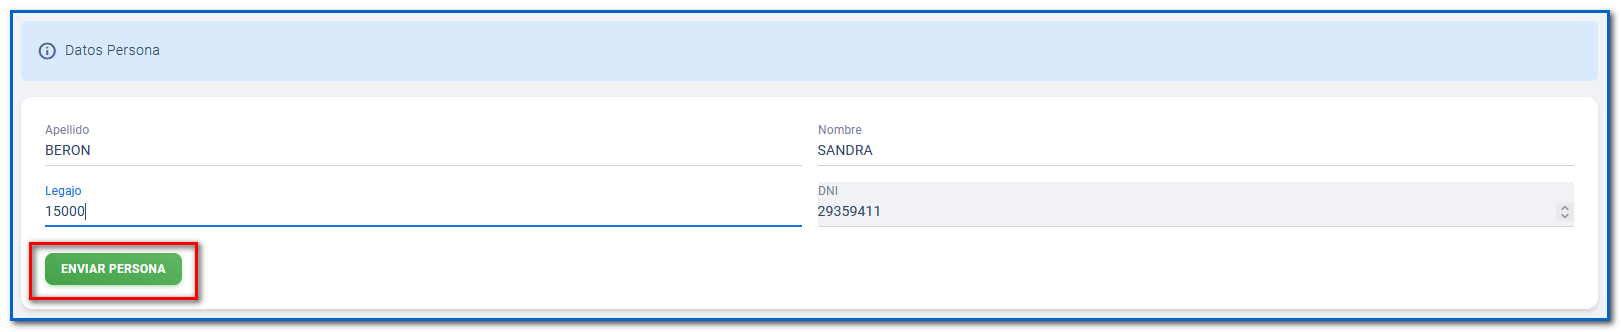 Datos Persona
Apellido
BERON
Nombre
SANDRA
Legajo
15000
DNI
29359411
ENVIAR PERSONA